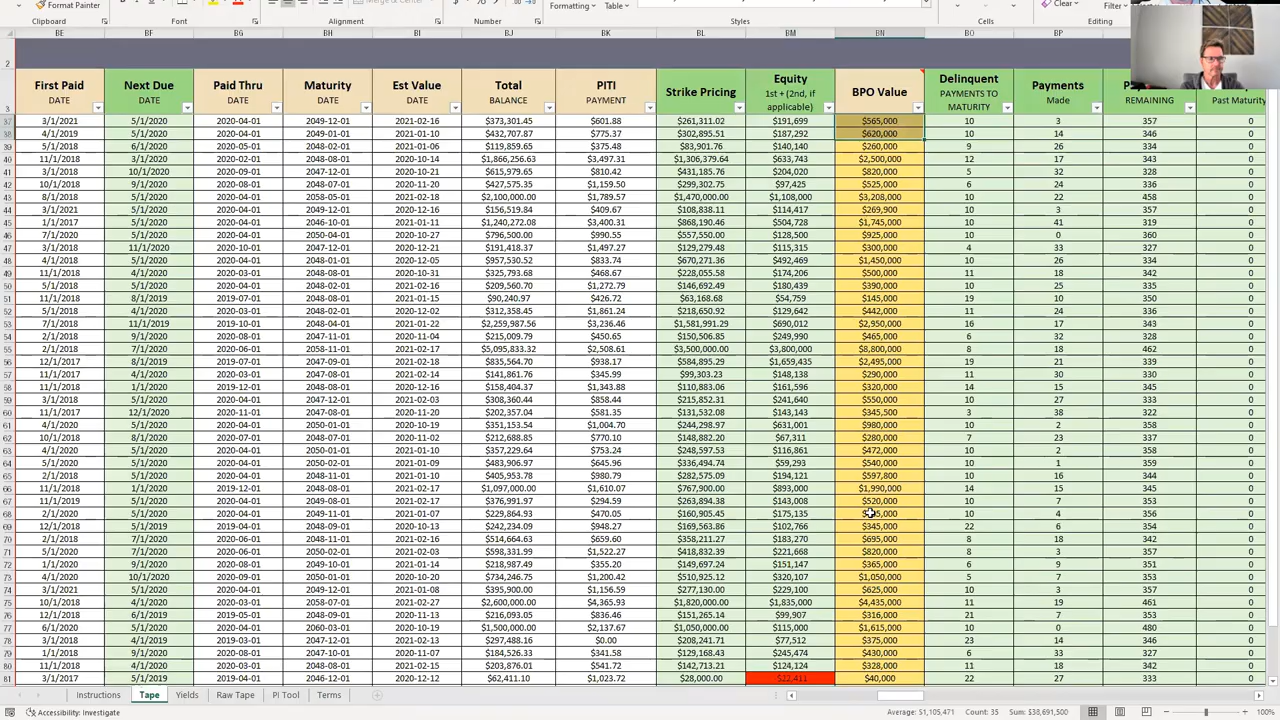 Format Painter Merge & Center $ % Formatting Table Clear Filter
Clipboard Font Alignment Number Styles Cells Editing
BE BF BG BH BI BJ BK BL BM BN BO BP
2
First Paid Next Due Paid Thru Maturity Est Value Total PITI Strike Pricing Equity BPO Value Delinquent Payments
DATE DATE DATE DATE DATE BALANCE PAYMENT 1st + (2nd, if applicable) PAYMENTS TO MATURITY Made REMAINING Past Maturity
3
37 3/1/2021 5/1/2020 2020-04-01 2049-12-01 2021-02-16 $373,301.45 $601.88 $261,311.02 $191,699 $565,000 10 3 357 0
38 4/1/2019 5/1/2020 2020-04-01 2049-12-01 2021-02-16 $432,707.87 $775.37 $302,895.51 $187,292 $620,000 10 14 346 0
39 5/1/2018 6/1/2020 2020-05-01 2048-02-01 2021-01-06 $119,859.65 $375.48 $83,901.76 $140,140 $260,000 9 26 334 0
40 11/1/2018 3/1/2020 2020-02-01 2048-08-01 2020-10-14 $1,866,256.63 $3,497.31 $1,306,379.64 $633,743 $2,500,000 12 17 343 0
41 3/1/2018 10/1/2020 2020-09-01 2048-01-01 2020-10-21 $615,979.65 $810.42 $431,185.76 $204,020 $820,000 5 32 328 0
42 10/1/2018 9/1/2020 2020-08-01 2048-07-01 2020-11-20 $427,575.35 $1,159.50 $299,302.75 $97,425 $525,000 6 24 336 0
43 8/1/2018 5/1/2020 2020-04-01 2058-05-01 2021-02-18 $2,100,000.00 $1,789.57 $1,470,000.00 $1,108,000 $3,208,000 10 22 458 0
44 3/1/2021 5/1/2020 2020-04-01 2049-12-01 2021-12-16 $156,519.84 $409.67 $108,838.11 $114,417 $269,900 10 3 357 0
45 1/1/2017 5/1/2020 2020-04-01 2046-10-01 2021-01-11 $1,240,272.08 $3,400.31 $868,190.46 $504,728 $1,745,000 10 41 319 0
46 7/1/2020 5/1/2020 2020-04-01 2050-04-01 2020-10-27 $796,500.00 $990.55 $557,550.00 $128,500 $925,000 10 0 360 0
47 3/1/2018 11/1/2020 2020-10-01 2047-12-01 2021-12-21 $191,418.37 $1,497.27 $129,279.48 $115,315 $300,000 4 33 327 0
48 4/1/2018 5/1/2020 2020-04-01 2048-01-01 2020-12-05 $957,530.52 $833.74 $670,271.36 $492,469 $1,450,000 10 26 334 0
49 11/1/2018 4/1/2020 2020-03-01 2048-08-01 2020-10-31 $325,793.68 $468.67 $228,055.58 $174,206 $500,000 11 18 342 0
50 5/1/2018 5/1/2020 2020-04-01 2048-02-01 2020-11-01 $209,560.70 $1,272.79 $146,692.49 $180,439 $390,000 10 25 335 0
51 11/1/2018 8/1/2019 2019-07-01 2048-08-01 2021-01-15 $90,240.97 $426.72 $63,168.68 $54,759 $145,000 19 10 350 0
52 5/1/2018 4/1/2020 2020-03-01 2048-02-01 2021-02-15 $312,358.45 $1,861.24 $218,650.92 $129,642 $442,000 11 24 336 0
53 7/1/2018 11/1/2019 2019-10-01 2048-04-01 2021-01-22 $2,259,987.56 $3,236.46 $1,581,991.29 $690,012 $2,950,000 16 17 343 0
54 2/1/2018 9/1/2020 2020-08-01 2047-11-01 2020-11-04 $215,009.79 $450.65 $150,506.85 $249,990 $465,000 6 32 328 0
55 2/1/2018 7/1/2020 2020-06-01 2058-11-01 2021-02-17 $5,095,833.32 $2,508.61 $3,500,000.00 $3,800,000 $8,800,000 8 18 462 0
56 12/1/2017 8/1/2019 2019-07-01 2047-09-01 2020-11-21 $835,564.70 $938.17 $584,895.29 $1,659,435 $2,495,000 19 21 339 0
57 11/1/2017 4/1/2020 2020-03-01 2047-08-01 2020-11-12 $141,861.76 $345.99 $99,303.23 $148,138 $290,000 11 30 330 0
58 11/1/2018 1/1/2020 2019-12-01 2048-08-01 2021-01-16 $158,404.37 $1,343.88 $110,883.06 $161,596 $320,000 14 15 345 0
59 3/1/2018 5/1/2020 2020-04-01 2047-12-01 2021-02-10 $308,360.44 $858.44 $215,852.31 $241,640 $550,000 10 27 333 0
60 11/1/2017 12/1/2020 2020-11-01 2047-08-01 2020-11-20 $202,357.04 $581.35 $131,532.08 $143,143 $345,500 3 38 322 0
61 4/1/2020 5/1/2020 2020-04-01 2050-01-01 2020-11-20 $351,153.54 $1,004.70 $244,298.97 $631,001 $980,000 10 2 358 0
62 10/1/2018 8/1/2020 2020-07-01 2048-07-01 2020-11-02 $212,688.85 $770.10 $148,882.20 $67,311 $280,000 7 23 337 0
63 4/1/2020 5/1/2020 2020-04-01 2050-01-01 2021-02-04 $357,229.64 $753.24 $248,597.53 $116,861 $472,000 10 2 358 0
64 4/1/2020 5/1/2020 2020-04-01 2050-02-01 2021-01-09 $483,906.97 $645.96 $336,494.74 $59,293 $540,000 10 1 359 0
65 2/1/2018 5/1/2020 2020-04-01 2048-11-01 2021-01-10 $405,953.78 $980.90 $282,575.09 $194,121 $597,800 10 16 344 0
66 11/1/2018 1/1/2020 2019-12-01 2048-08-01 2021-02-17 $1,097,000.00 $1,610.07 $767,900.00 $893,000 $1,990,000 14 15 345 0
67 11/1/2019 5/1/2020 2020-04-01 2049-08-01 2021-02-17 $376,991.97 $294.59 $263,894.38 $143,008 $520,000 10 7 353 0
68 2/1/2020 5/1/2020 2020-04-01 2049-11-01 2021-01-07 $229,864.93 $470.05 $160,905.45 $175,135 10 4 356 0
69 12/1/2018 5/1/2019 2019-04-01 2048-09-01 2020-10-13 $242,234.09 $948.27 $169,563.86 $102,766 $345,000 22 6 354 0
70 2/1/2018 7/1/2020 2020-06-01 2048-11-01 2021-02-16 $514,664.63 $659.60 $358,211.27 $183,270 $695,000 8 18 342 0
71 5/1/2020 7/1/2020 2020-06-01 2050-02-01 2021-02-03 $598,331.99 $1,522.27 $418,832.39 $221,668 $820,000 8 3 357 0
72 1/1/2020 9/1/2020 2020-08-01 2049-10-01 2021-01-14 $218,987.49 $355.20 $149,697.24 $151,147 $365,000 6 9 351 0
73 4/1/2020 10/1/2020 2020-09-01 2050-01-01 2020-10-20 $734,246.75 $1,200.42 $510,925.12 $320,107 $1,050,000 5 7 353 0
74 3/1/2021 5/1/2020 2020-04-01 2049-12-01 2021-01-08 $395,900.00 $1,156.59 $277,130.00 $229,100 $625,000 10 3 357 0
75 10/1/2018 4/1/2020 2020-03-01 2058-07-01 2021-02-27 $2,600,000.00 $4,365.93 $1,820,000.00 $1,835,000 $4,435,000 11 19 461 0
76 12/1/2018 6/1/2019 2019-05-01 2048-09-01 2020-11-13 $216,093.05 $836.46 $151,265.14 $99,907 $316,000 21 7 353 0
77 6/1/2020 5/1/2020 2020-04-01 2060-03-01 2020-10-19 $1,500,000.00 $2,137.67 $1,050,000.00 $115,000 $1,615,000 10 0 480 0
78 3/1/2018 4/1/2019 2019-03-01 2047-12-01 2021-02-13 $297,488.16 $0.00 $208,241.71 $77,512 $375,000 23 14 346 0
79 1/1/2018 9/1/2020 2020-08-01 2047-10-01 2021-01-12 $184,526.33 $341.58 $129,168.43 $245,474 $430,000 6 33 327 0
80 11/1/2018 4/1/2020 2020-03-01 2048-08-01 2020-11-16 $203,876.01 $541.72 $142,713.21 $124,124 $328,000 11 18 342 0
81 3/1/2017 5/1/2019 2019-04-01 2046-12-01 2020-12-12 $62,411.10 $1,023.72 $28,000.00 $22,411 $40,000 22 27 333 0
Instructions Tape Yields Raw Tape PI Tool Terms
Accessibility: Investigate Average: $1,105,471 Count: 35 Sum: $38,691,500 100%